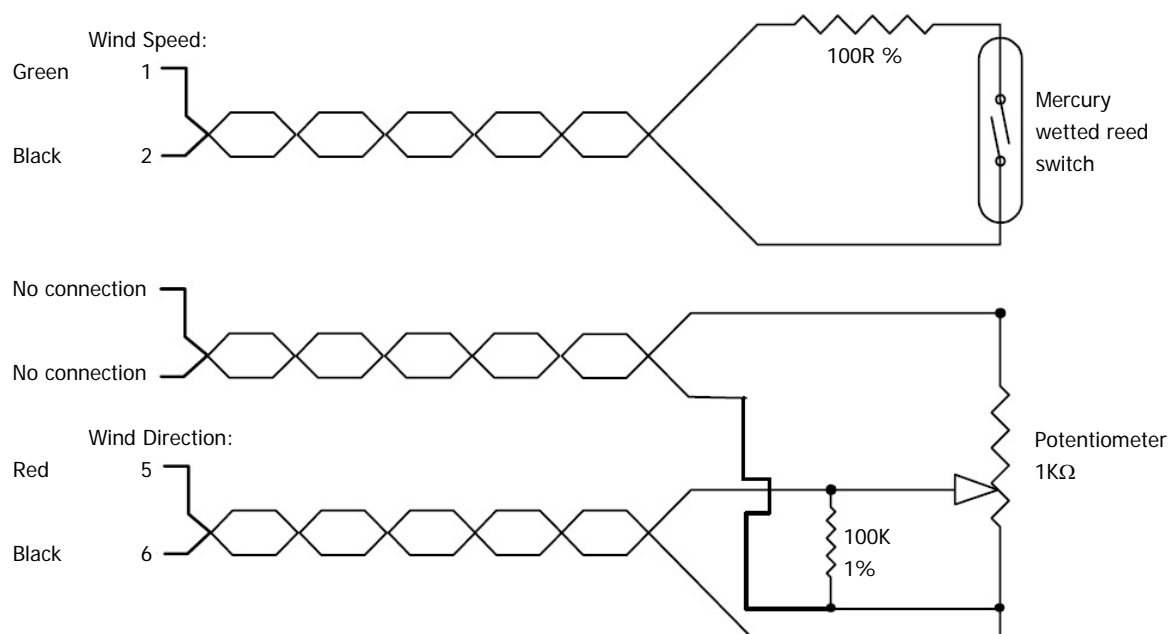 Wind Speed:
Green 1
100R %
Mercury
wetted reed
switch
Black 2
No connection
No connection
Wind Direction:
Red 5
Potentiometer
1KΩ
100K
1%
Black 6